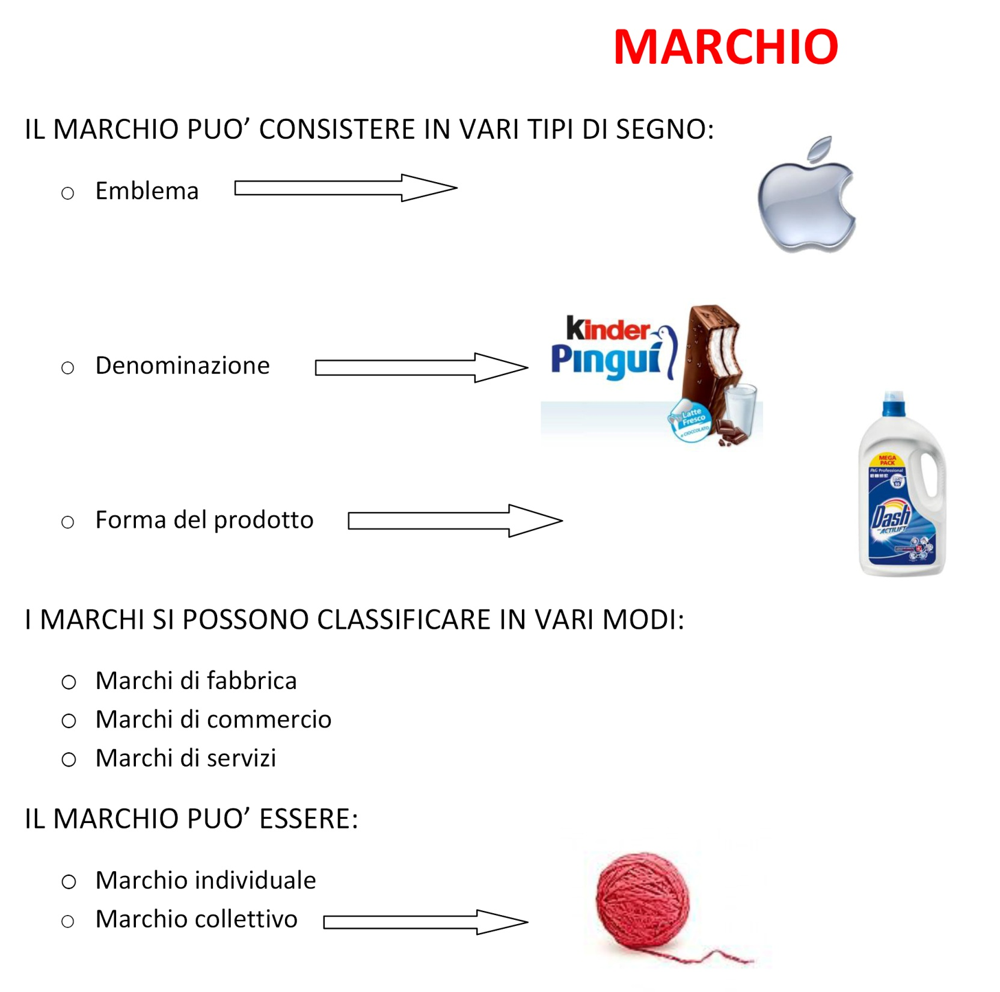 MARCHIO
IL MARCHIO PUO’ CONSISTERE IN VARI TIPI DI SEGNO:
Emblema
Denominazione
kinder
Pinguí
Latte
Fresco
e CIOCCOLATO
MEGA
PACK
P&G Professional
55
Dash
ACTILIFT
5
Forma del prodotto
I MARCHI SI POSSONO CLASSIFICARE IN VARI MODI:
Marchi di fabbrica
Marchi di commercio
Marchi di servizi
IL MARCHIO PUO’ ESSERE:
Marchio individuale
Marchio collettivo